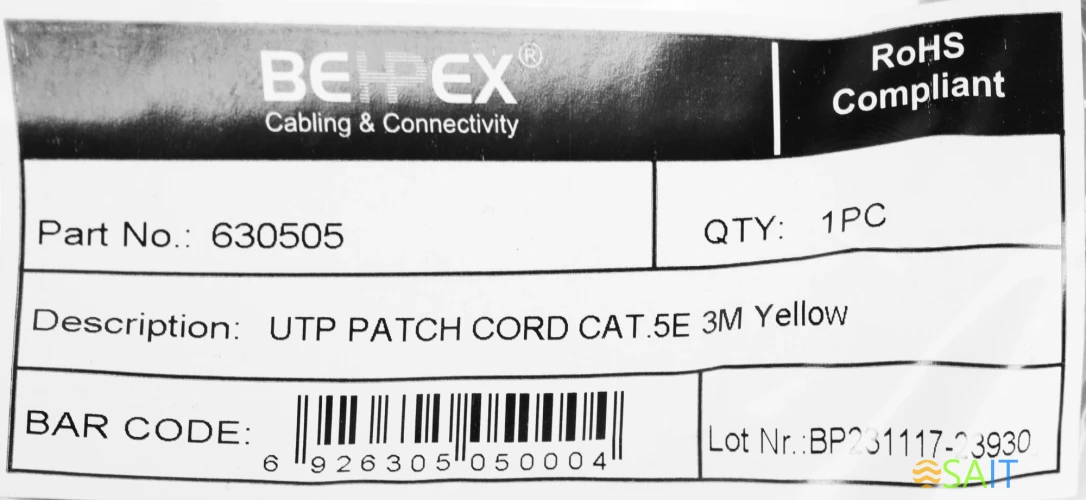 RoHS
Compliant
Cabling & Connectivity
Part No.: 630505
QTY: 1PC
Description: UTP PATCH CORD CAT.5E 3M Yellow
BAR CODE:
6 926305 050004
Lot Nr.:
SAIT